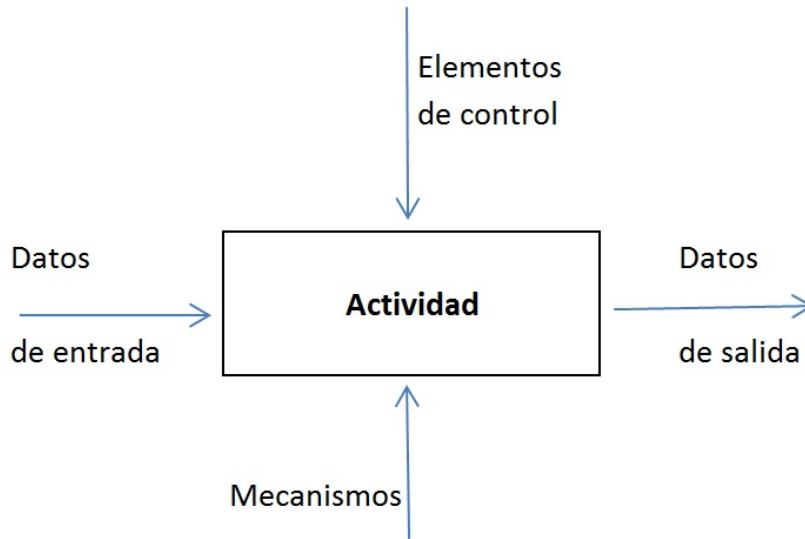 Elementos
de control
Datos
de entrada
Actividad
Datos
de salida
Mecanismos